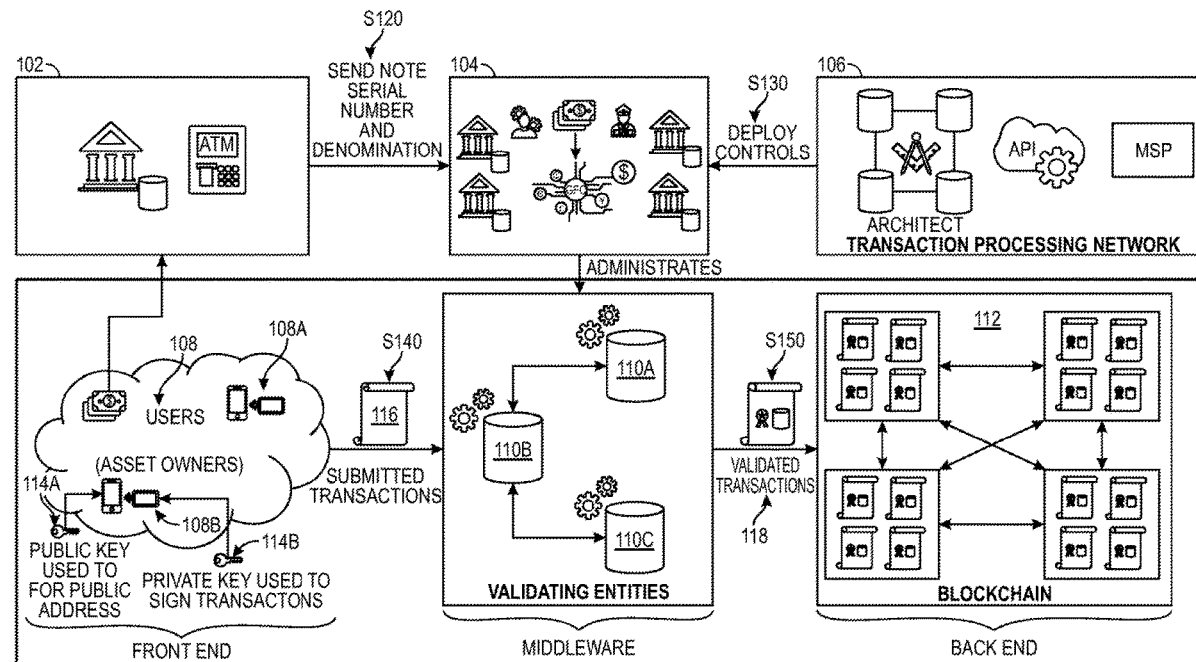 S120
102
SEND NOTE
SERIAL
NUMBER
AND
DENOMINATION
ATM
104
S130
DEPLOY
CONTROLS
106
API
MSP
ARCHITECT
TRANSACTION PROCESSING NETWORK
ADMINISTRATES
108
108A
USERS
(ASSET OWNERS)
114A
108B
114B
PUBLIC KEY
USED TO
FOR PUBLIC
ADDRESS
PRIVATE KEY USED TO
SIGN TRANSACTONS
FRONT END
S140
116
SUBMITTED
TRANSACTIONS
110A
110B
110C
VALIDATING ENTITIES
MIDDLEWARE
S150
VALIDATED
TRANSACTIONS
118
112
BLOCKCHAIN
BACK END